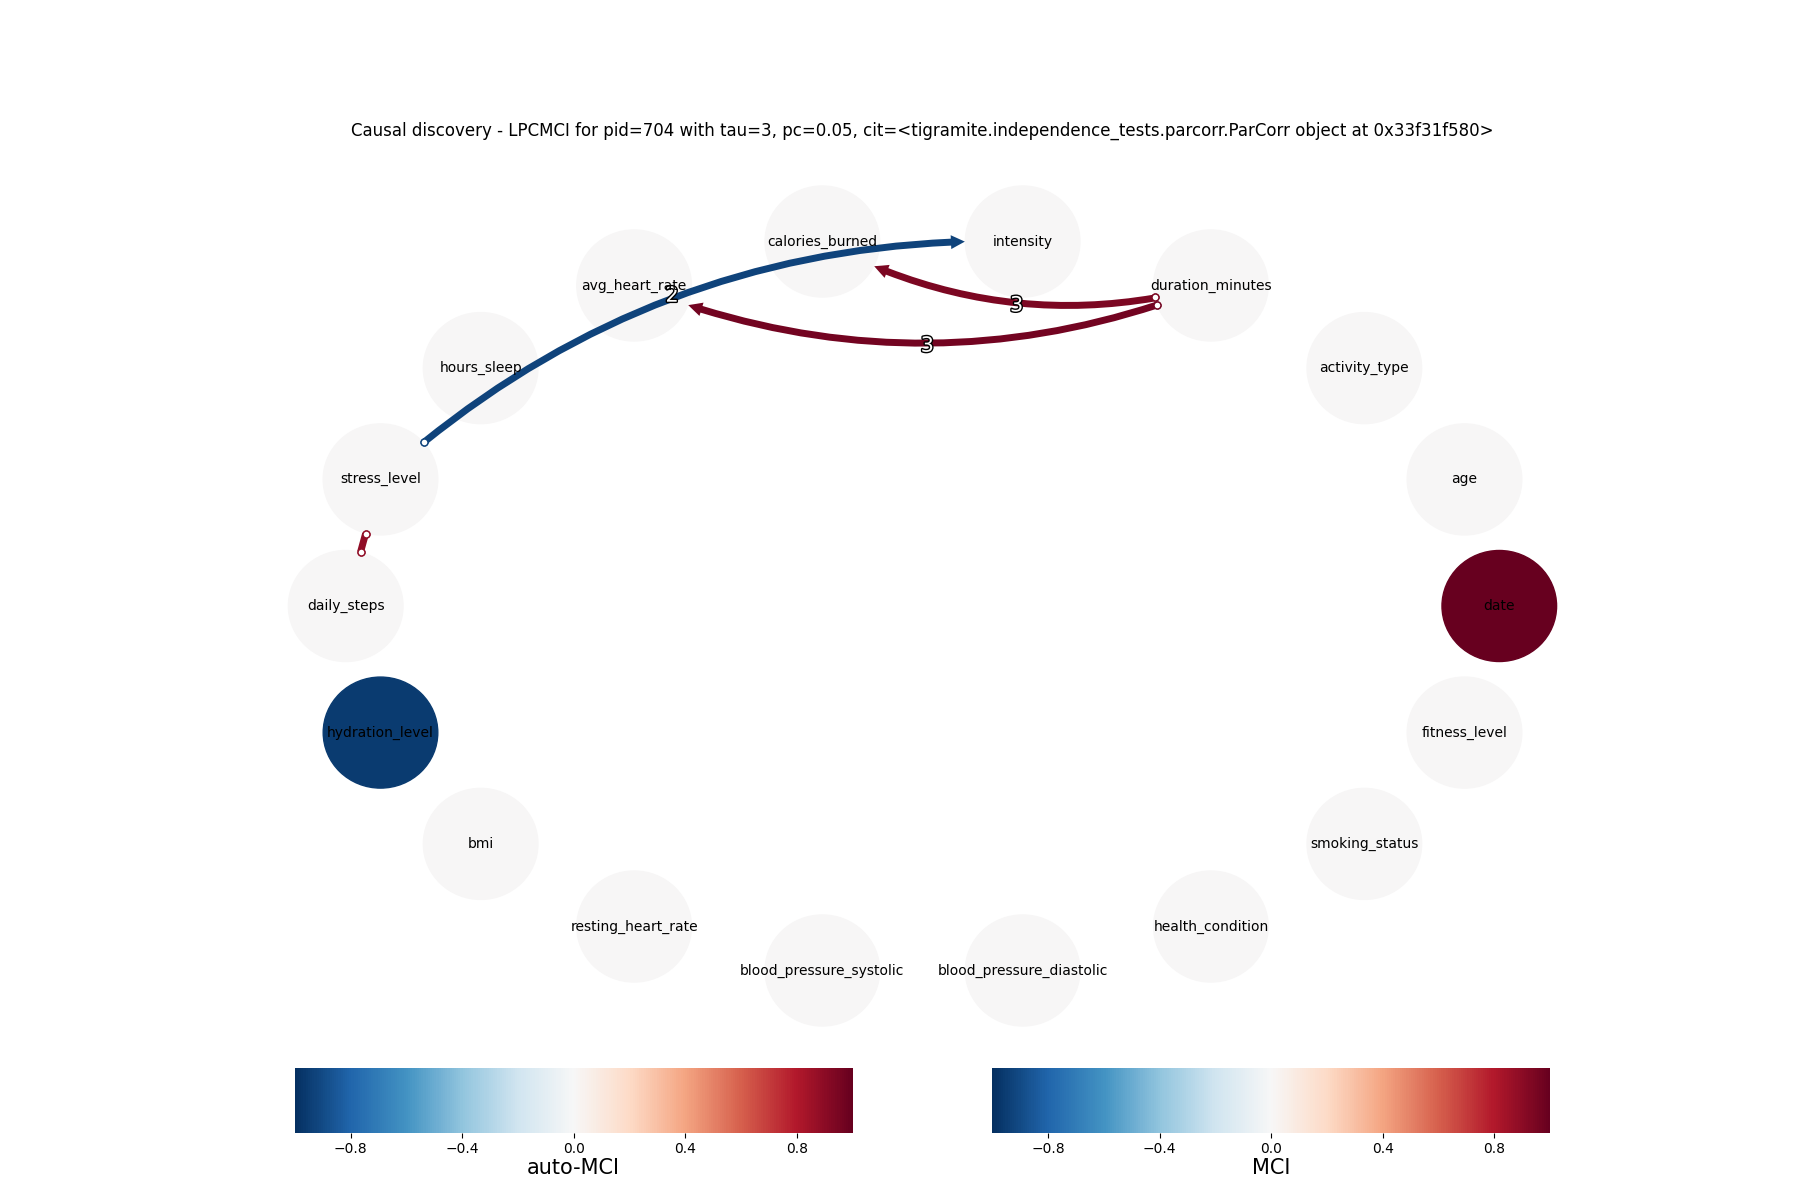 Causal discovery - LPCMCI for pid=704 with tau=3, pc=0.05, cit=<tigramite.independence_tests.parcorr.ParCorr object at 0x33f31f580>
calories_burned
intensity
avg_heart_rate
duration_minutes
2
3
3
hours_sleep
activity_type
stress_level
age
daily_steps
date
hydration_level
fitness_level
bmi
smoking_status
resting_heart_rate
health_condition
blood_pressure_systolic
blood_pressure_diastolic
−0.8 −0.4 0.0 0.4 0.8
auto-MCI
−0.8 −0.4 0.0 0.4 0.8
MCI